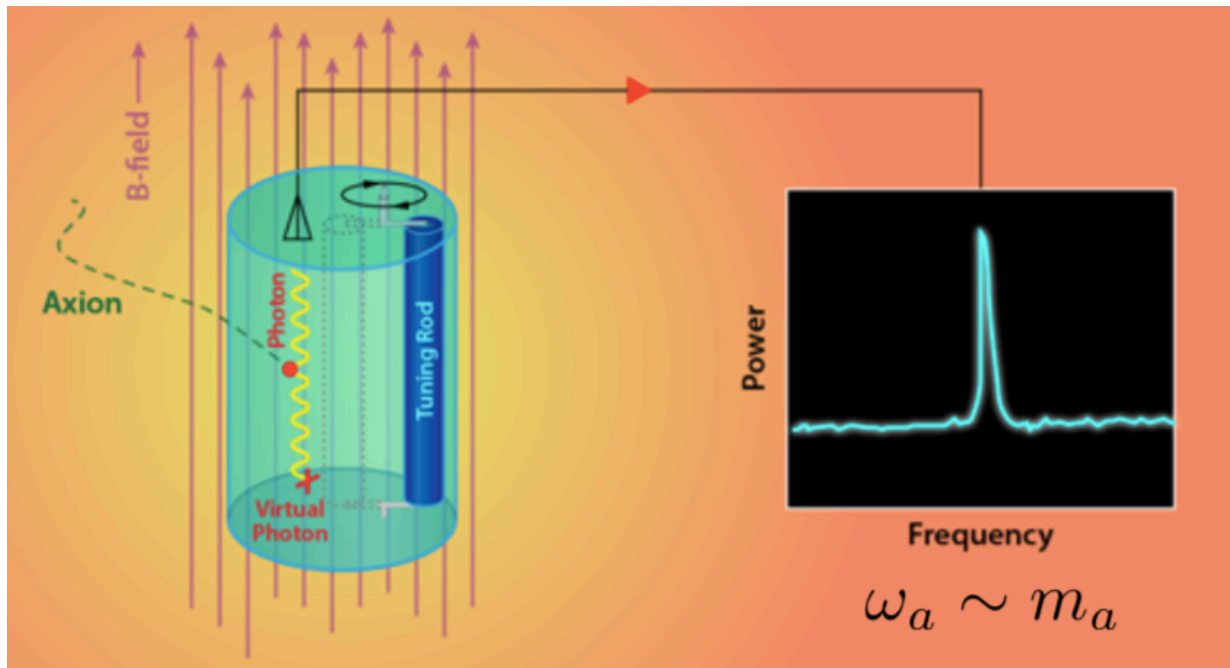 B-field
Axion
Photon
Tuning Rod
Virtual
Photon
Power
Frequency
ω_a ∼ m_a